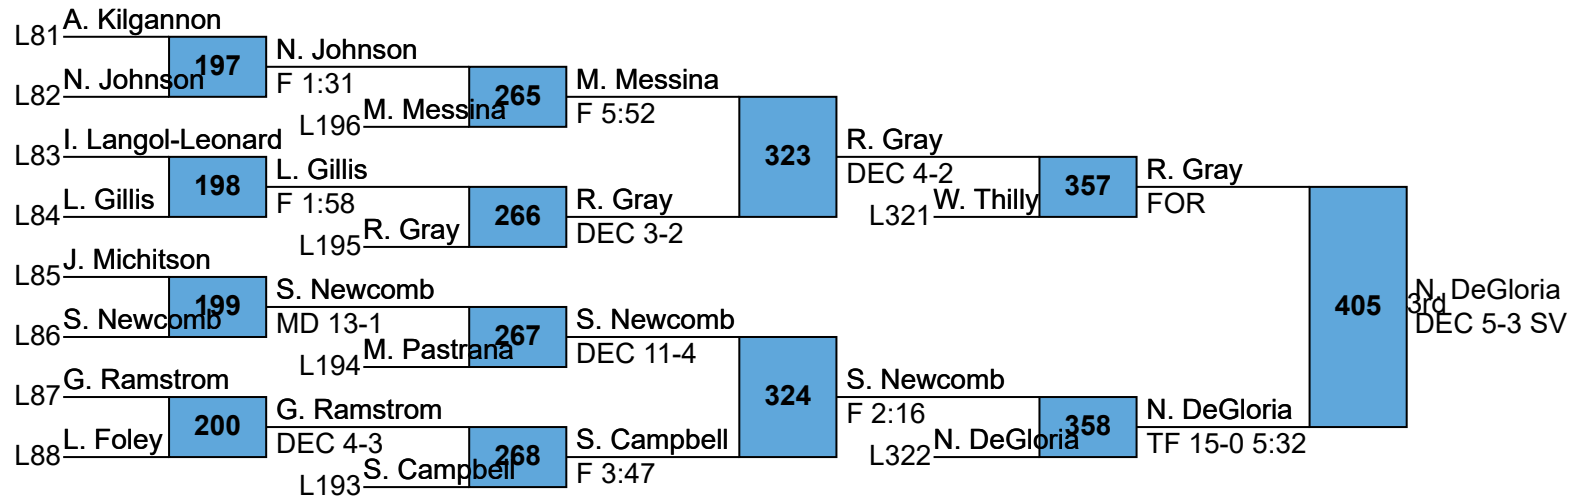 L81 A. Kilgannon
197
L82 N. Johnson
N. Johnson
F 1:31
265
L196 M. Messina
M. Messina
F 5:52
L83 I. Langol-Leonard
198
L84 L. Gillis
L. Gillis
F 1:58
266
L195 R. Gray
R. Gray
DEC 3-2
323
R. Gray
DEC 4-2
357
L321 W. Thilly
R. Gray
FOR
L85 J. Michitson
199
L86 S. Newcomb
S. Newcomb
MD 13-1
267
L194 M. Pastrana
S. Newcomb
DEC 11-4
L87 G. Ramstrom
200
L88 L. Foley
G. Ramstrom
DEC 4-3
268
L193 S. Campbell
S. Campbell
F 3:47
324
S. Newcomb
F 2:16
358
L322 N. DeGloria
N. DeGloria
TF 15-0 5:32
405
3rd
N. DeGloria
DEC 5-3 SV